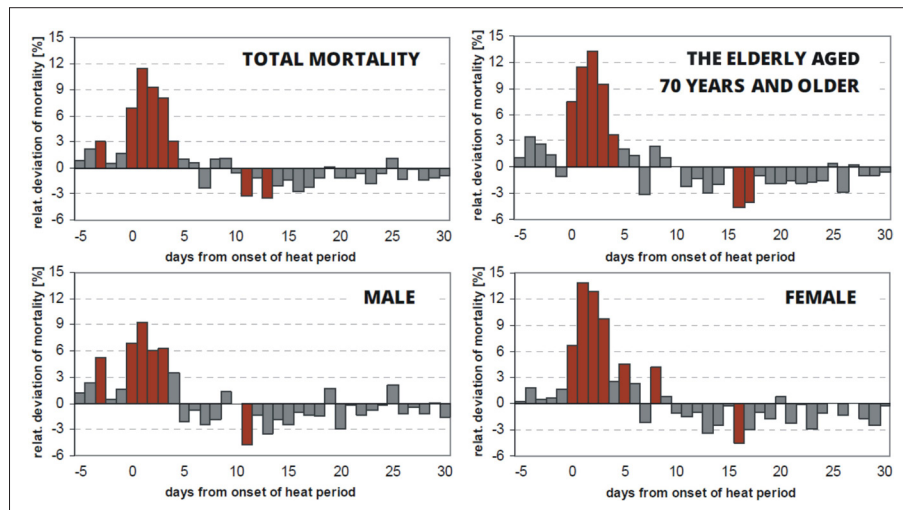 TOTAL MORTALITY
relat. deviation of mortality [%]
15
12
9
6
3
0
-3
-6
-5 0 5 10 15 20 25 30
days from onset of heat period
THE ELDERLY AGED
70 YEARS AND OLDER
relat. deviation of mortality [%]
15
12
9
6
3
0
-3
-6
-5 0 5 10 15 20 25 30
days from onset of heat period
MALE
relat. deviation of mortality [%]
15
12
9
6
3
0
-3
-6
-5 0 5 10 15 20 25 30
days from onset of heat period
FEMALE
relat. deviation of mortality [%]
15
12
9
6
3
0
-3
-6
-5 0 5 10 15 20 25 30
days from onset of heat period